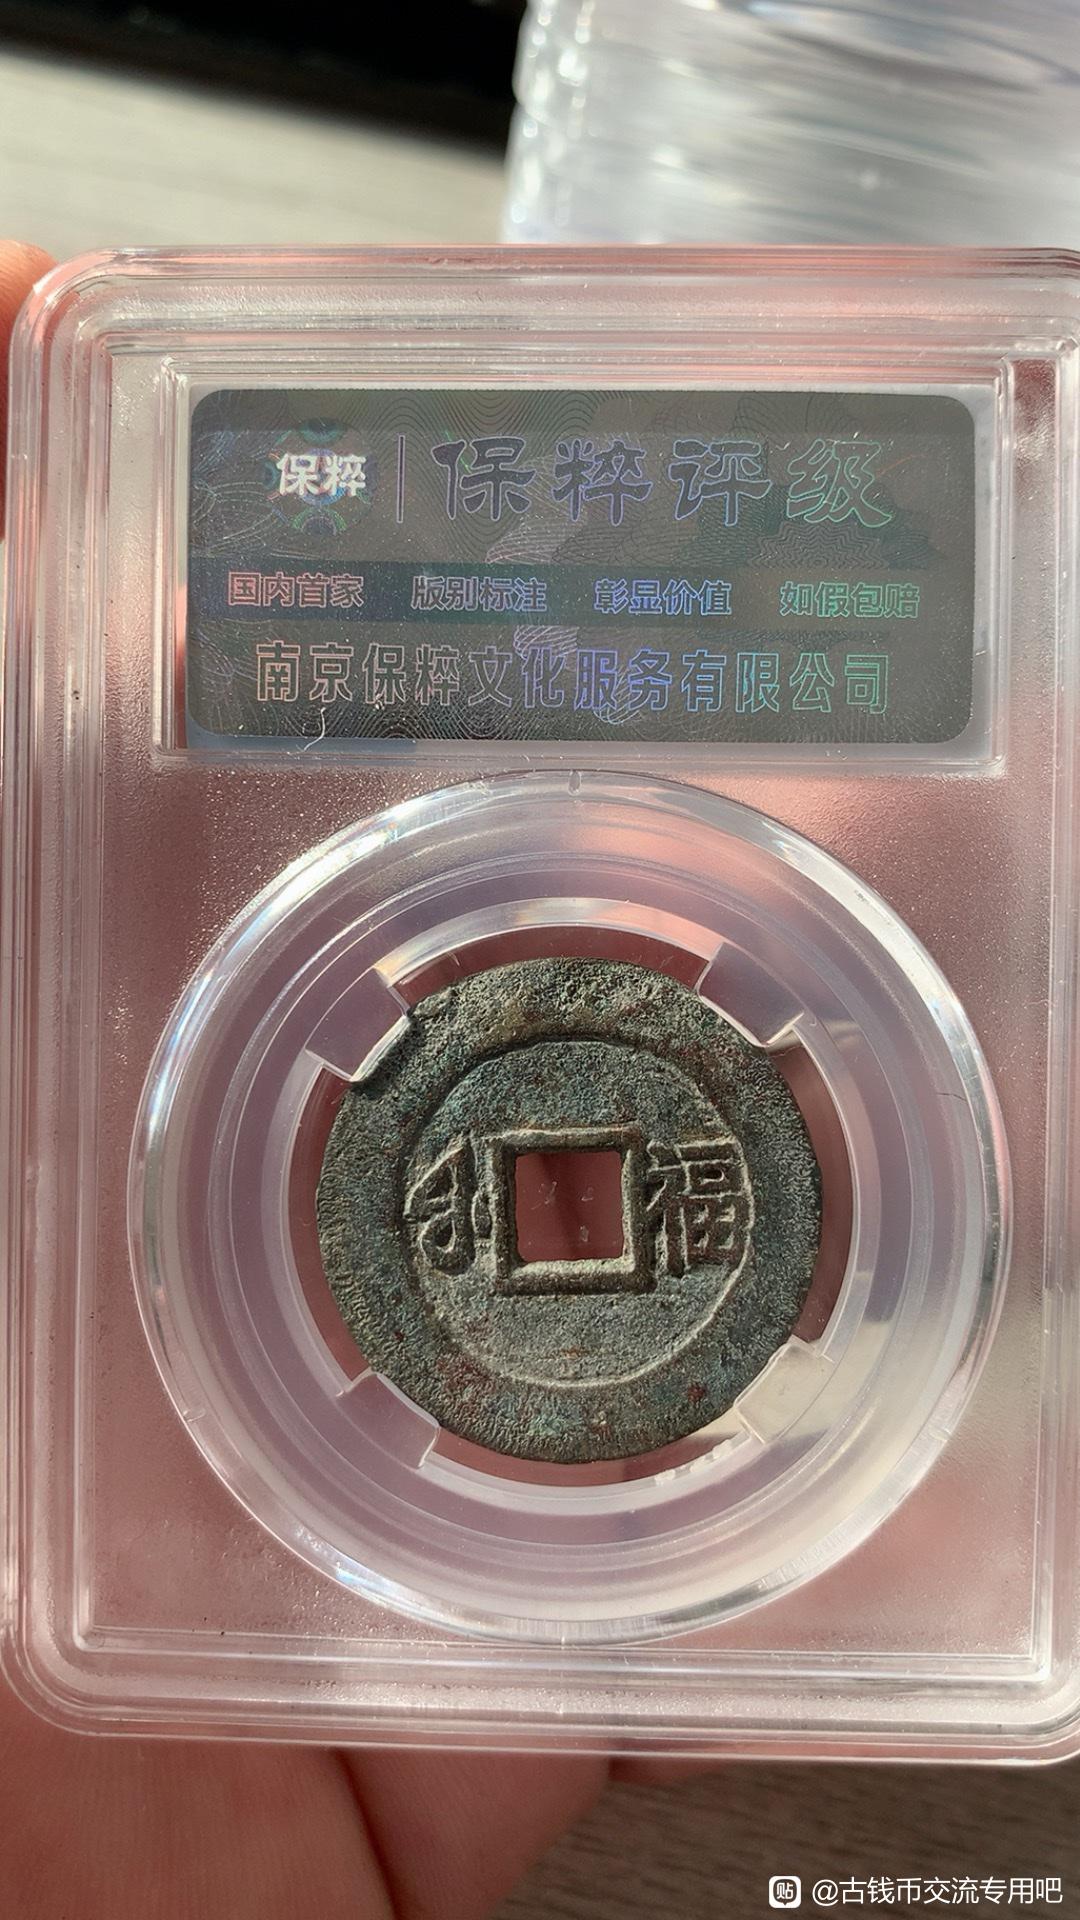 保粹 保粹评级
国内首家 版别标注 彰显价值 如假包赔
南京保粹文化服务有限公司
福
贴 @古钱币交流专用吧